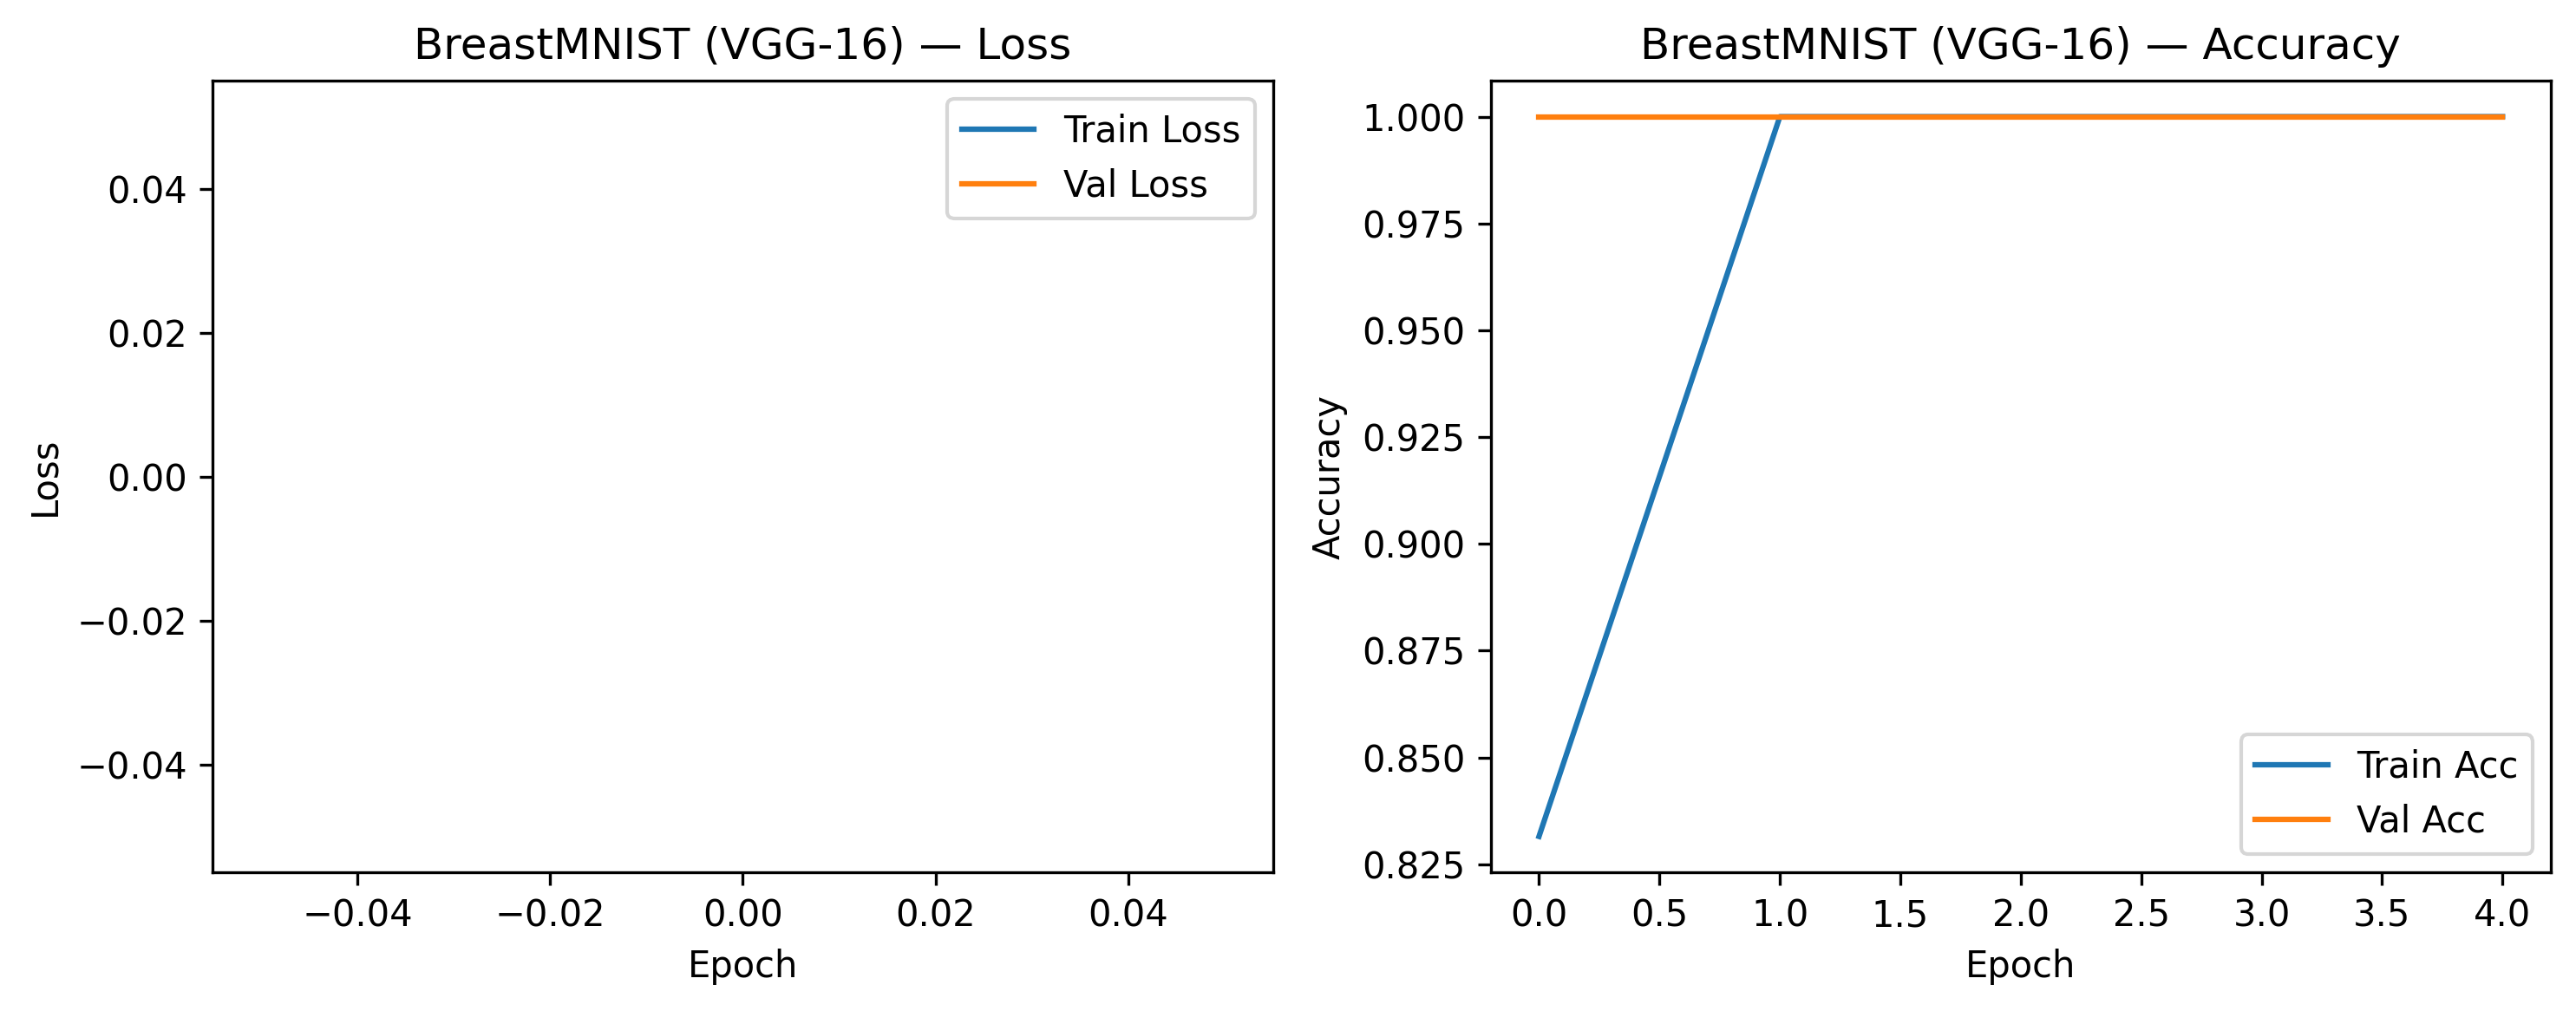 BreastMNIST (VGG-16) — Loss
Train Loss
Val Loss
0.04
0.02
0.00
−0.02
−0.04
Loss
−0.04 −0.02 0.00 0.02 0.04
Epoch
BreastMNIST (VGG-16) — Accuracy
1.000
0.975
0.950
0.925
0.900
0.875
0.850
0.825
Accuracy
Train Acc
Val Acc
0.0 0.5 1.0 1.5 2.0 2.5 3.0 3.5 4.0
Epoch